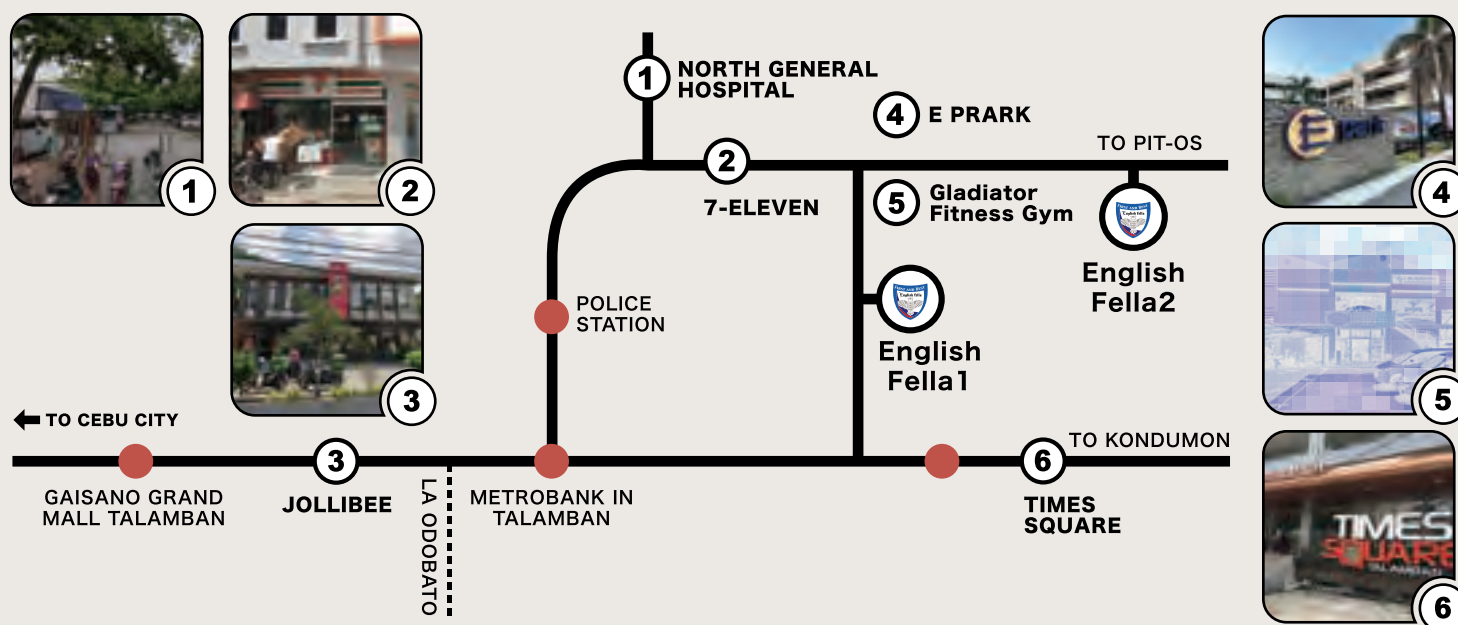 1
2
3
1
NORTH GENERAL
HOSPITAL
4
E PRARK
TO PIT-OS
2
7-ELEVEN
5
Gladiator
Fitness Gym
English
Fella2
POLICE
STATION
English
Fella1
TO CEBU CITY
3
JOLLIBEE
GAISANO GRAND
MALL TALAMBAN
LA ODOBATO
METROBANK IN
TALAMBAN
TO KONDUMON
6
TIMES
SQUARE
E park
4
5
TIMES
SQUARE
TALAMBAN
6